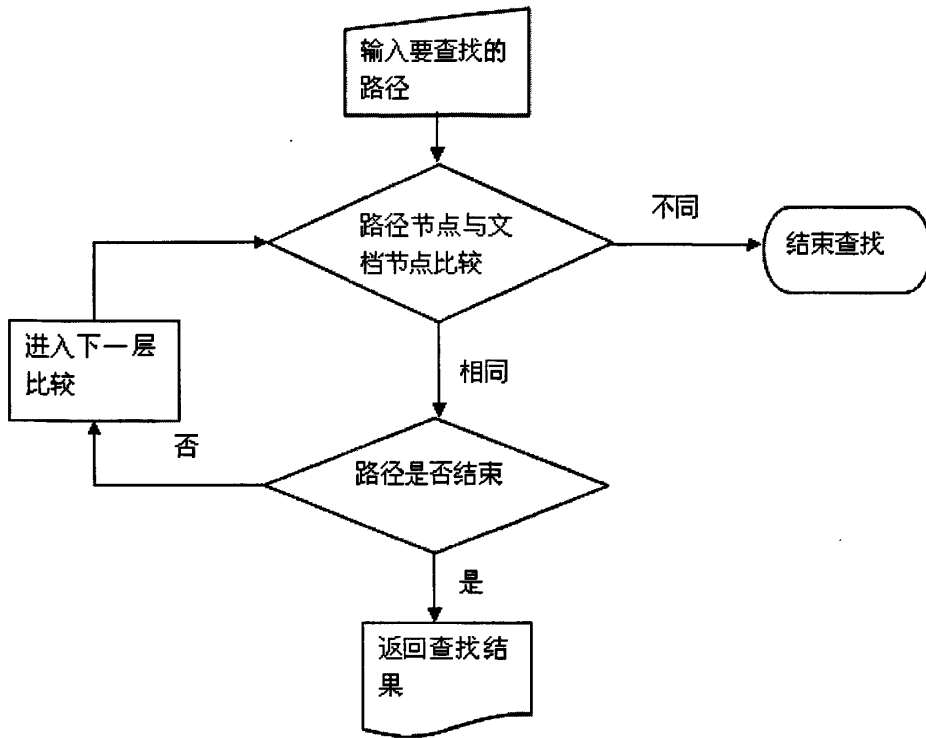 输入要查找的
路径
路径节点与文
档节点比较
不同
结束查找
进入下一层
比较
相同
否
路径是否结束
是
返回查找结
果